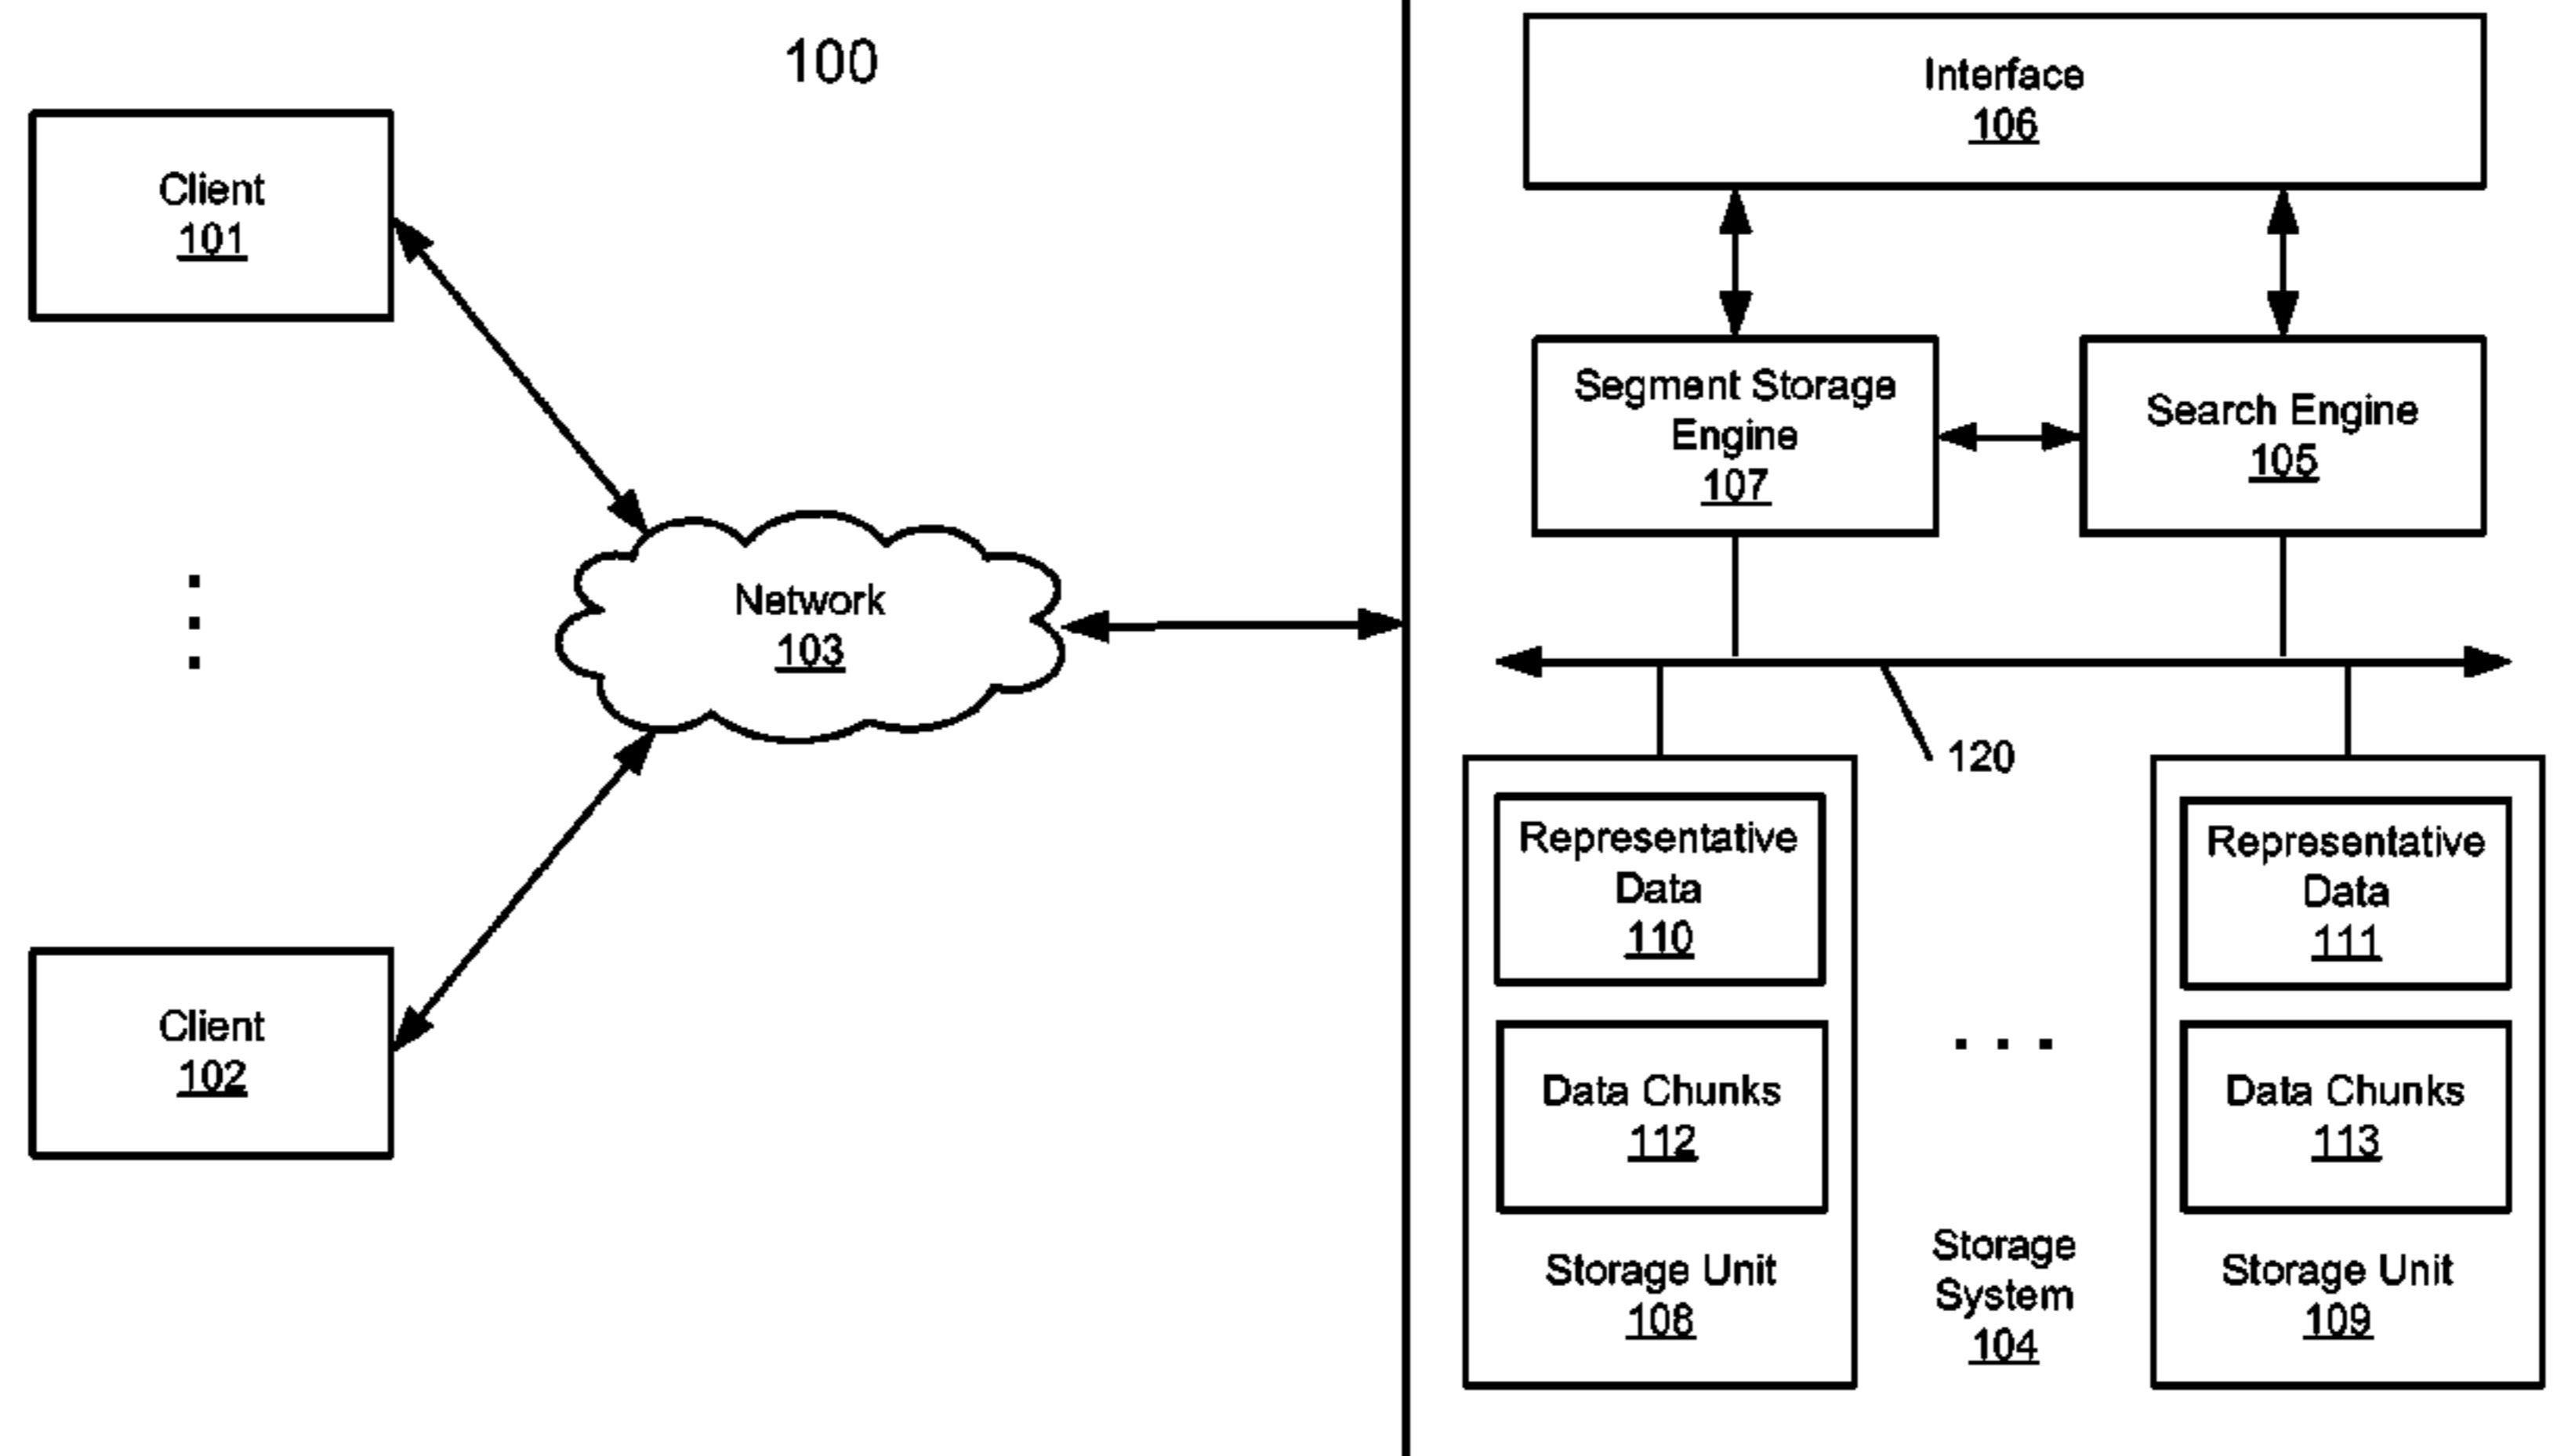 100
Client
101
Network
103
Client
102
Interface
106
Segment Storage
Engine
107
Search Engine
105
120
Representative
Data
110
Data Chunks
112
Storage Unit
108
Storage
System
104
Representative
Data
111
Data Chunks
113
Storage Unit
109